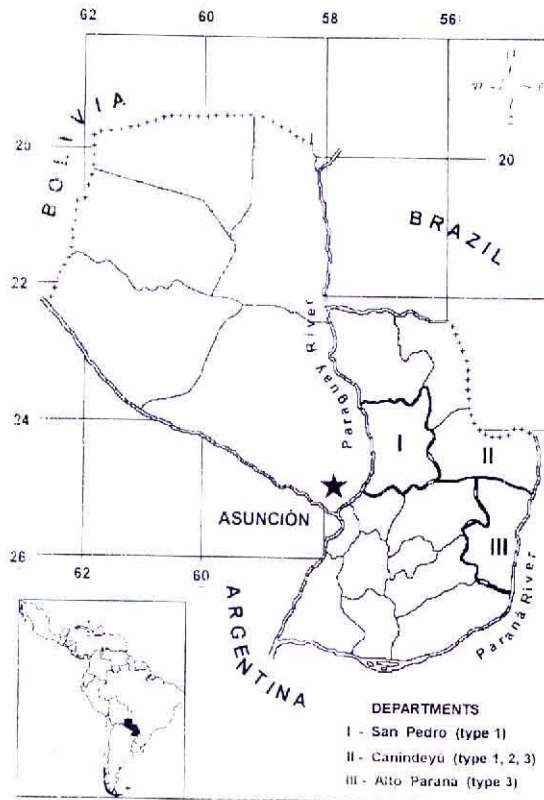 62 60 58 56
BOLIVIA
20
20
BRAZIL
22
Paraguay River
24
I
II
ASUNCIÓN
III
26
62 60
ARGENTINA
Paraná River
DEPARTMENTS
I - San Pedro (type 1)
II - Canindeyú (type 1, 2, 3)
III - Alto Parana (type 3)